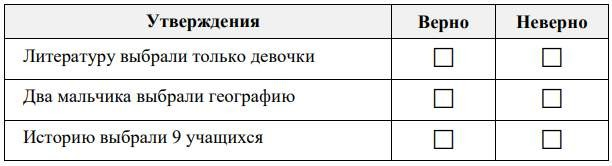 Утверждения Верно Неверно
Литературу выбрали только девочки
Два мальчика выбрали географию
Историю выбрали 9 учащихся